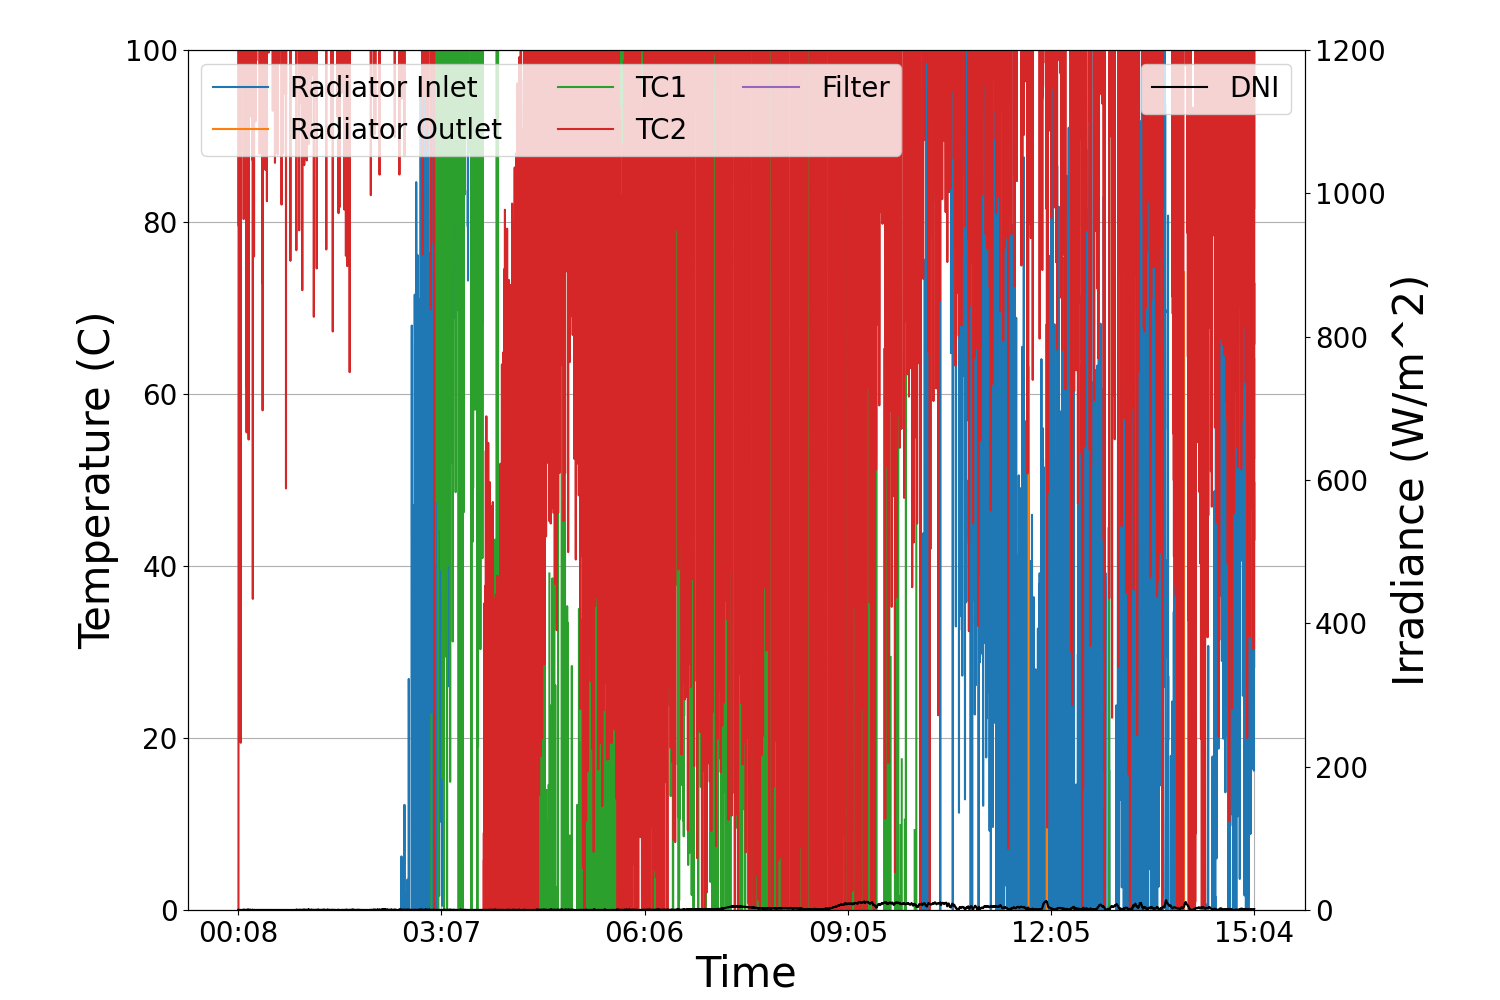 100
80
60
40
20
0
Temperature (C)
Radiator Inlet
Radiator Outlet
TC1
TC2
Filter
DNI
1200
1000
800
600
400
200
0
Irradiance (W/m^2)
00:08
03:07
06:06
09:05
12:05
15:04
Time